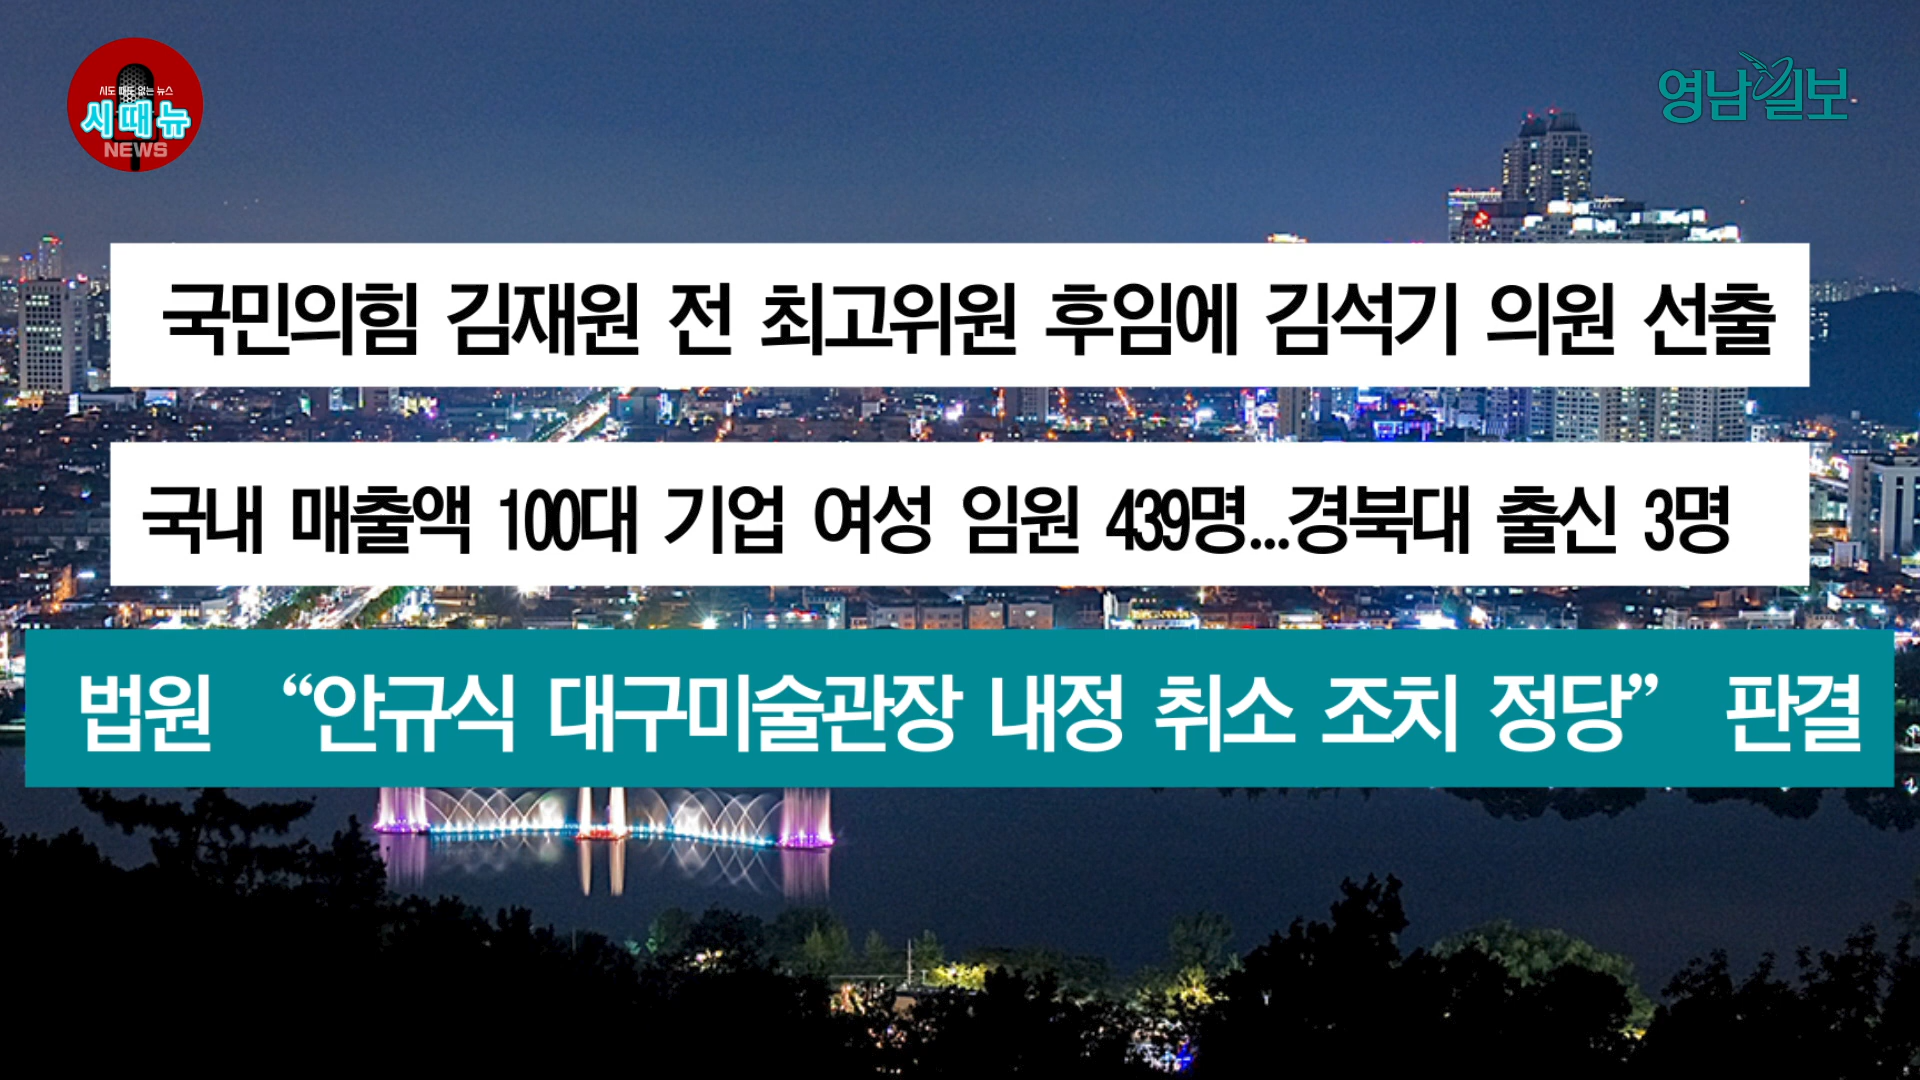 시도 때도 없는 뉴스
시때뉴
NEWS
영남일보
국민의힘 김재원 전 최고위원 후임에 김석기 의원 선출
국내 매출액 100대 기업 여성 임원 439명...경북대 출신 3명
법원 “안규식 대구미술관장 내정 취소 조치 정당” 판결